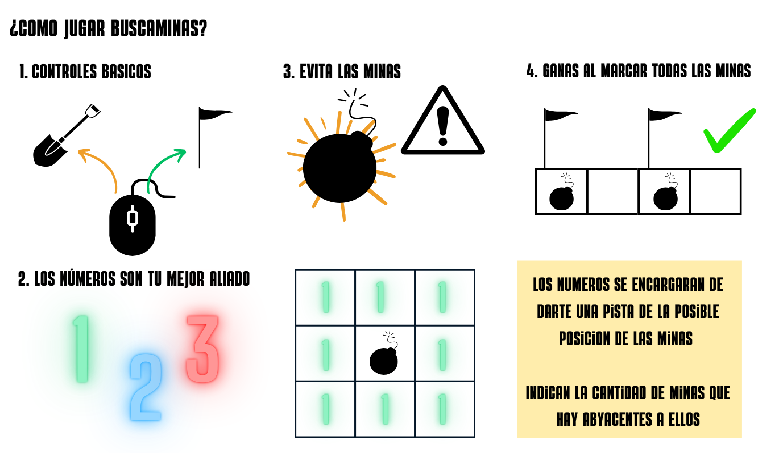 ¿COMO JUGAR BUSCAMINAS?
1. CONTROLES BASICOS
2. LOS NÚMEROS SON TU MEJOR ALIADO
1
2
3
3. EVITA LAS MINAS
1 1 1
1 1
1 1 1
4. GANAS AL MARCAR TODAS LAS MINAS
LOS NUMEROS SE ENCARGARAN DE
DARTE UNA PISTA DE LA POSIBLE
POSICION DE LAS MINAS
INDICAN LA CANTIDAD DE MINAS QUE
HAY ABYACENTES A ELLOS